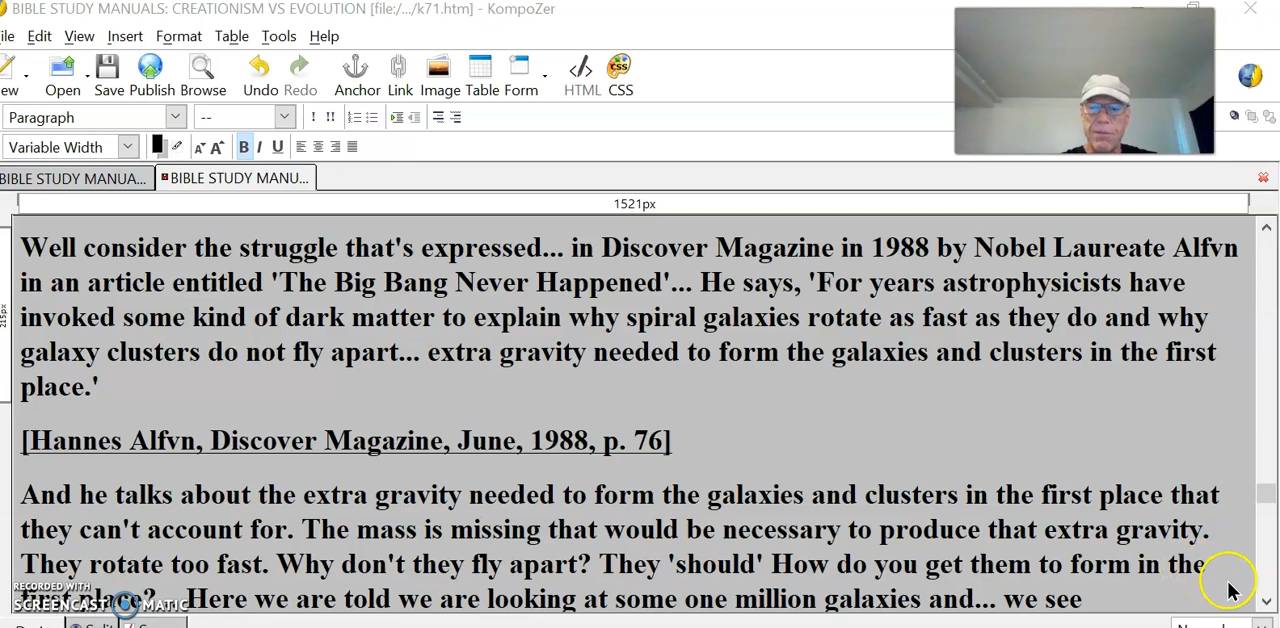 BIBLE STUDY MANUALS: CREATIONISM VS EVOLUTION [file:/.../k71.htm] - KompoZer
ile Edit View Insert Format Table Tools Help
ew Open Save Publish Browse Undo Redo Anchor Link Image Table Form HTML CSS
Paragraph -- ! !!
Variable Width A A B I U
BIBLE STUDY MANUA... BIBLE STUDY MANU...
1521px
215px
Well consider the struggle that's expressed... in Discover Magazine in 1988 by Nobel Laureate Alfvn
in an article entitled 'The Big Bang Never Happened'... He says, 'For years astrophysicists have
invoked some kind of dark matter to explain why spiral galaxies rotate as fast as they do and why
galaxy clusters do not fly apart... extra gravity needed to form the galaxies and clusters in the first
place.'
[Hannes Alfvn, Discover Magazine, June, 1988, p. 76]
And he talks about the extra gravity needed to form the galaxies and clusters in the first place that
they can't account for. The mass is missing that would be necessary to produce that extra gravity.
They rotate too fast. Why don't they fly apart? They 'should' How do you get them to form in the
place? Here we are told we are looking at some one million galaxies and... we see
RECORDED WITH
SCREENCAST MATIC